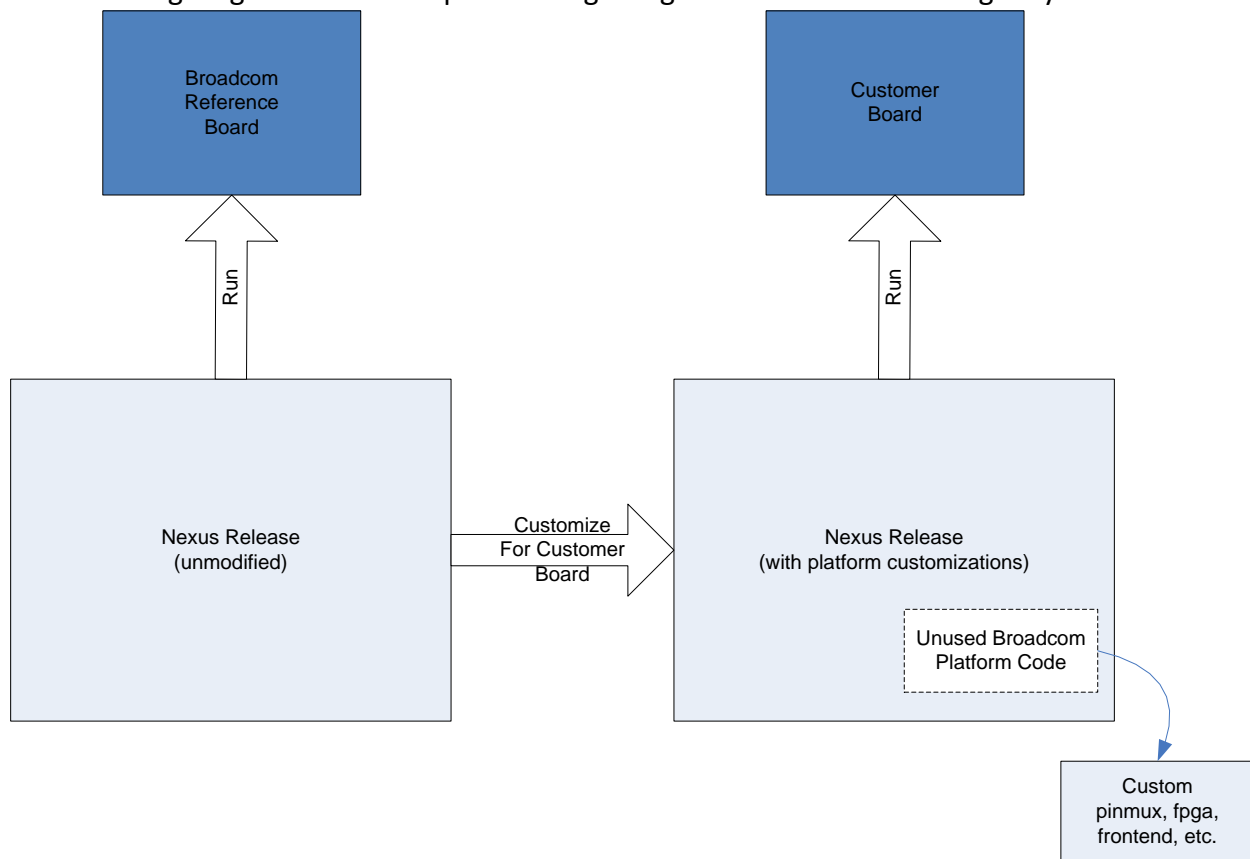 Broadcom
Reference
Board
Customer
Board
Run
Run
Nexus Release
(unmodified)
Customize
For Customer
Board
Nexus Release
(with platform customizations)
Unused Broadcom
Platform Code
Custom
pinmux, fpga,
frontend, etc.